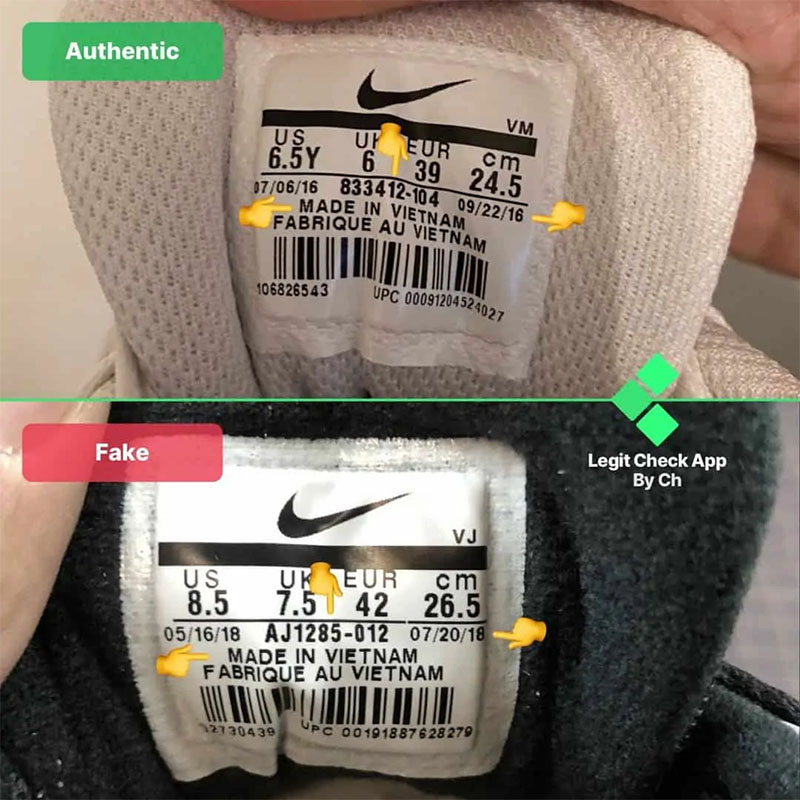 Authentic
VM
US UK EUR cm
6.5Y 6 39 24.5
07/06/16 833412-104 09/22/16
MADE IN VIETNAM
FABRIQUE AU VIETNAM
106826543 UPC 00091204524027
Fake
Legit Check App
By Ch
VJ
US UK EUR cm
8.5 7.5 42 26.5
05/16/18 AJ1285-012 07/20/18
MADE IN VIETNAM
FABRIQUE AU VIETNAM
UPC 00191887628279